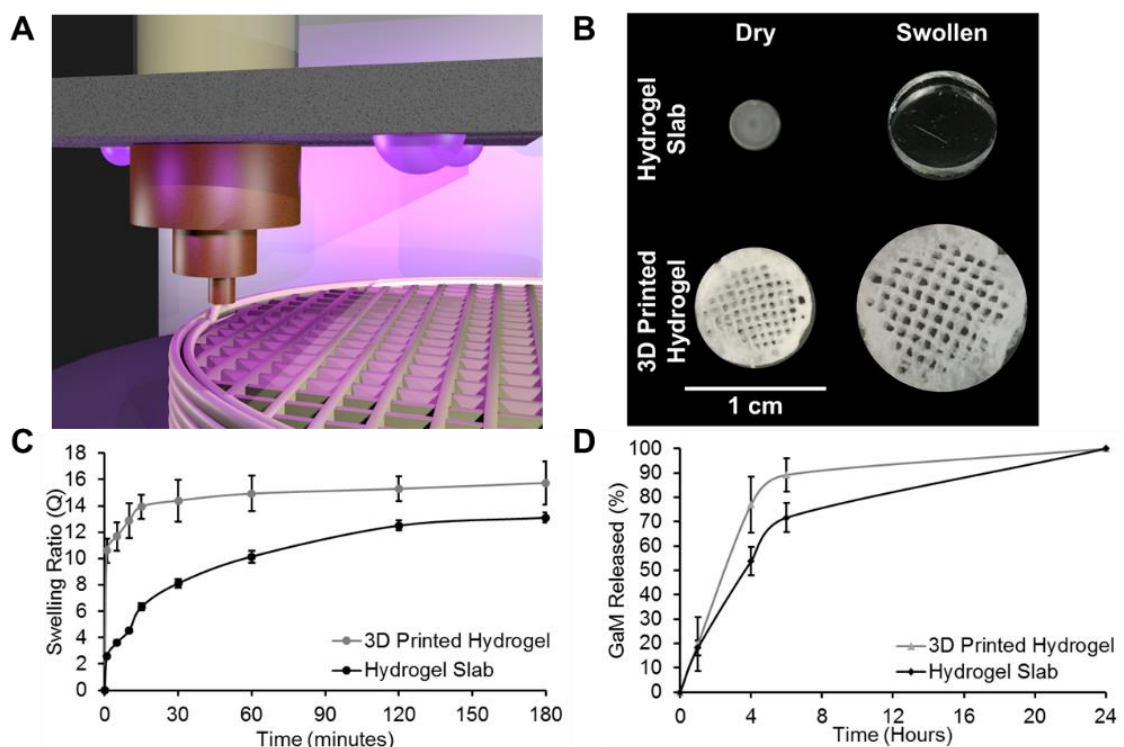 A
B
Dry
Swollen
Hydrogel
Slab
3D Printed
Hydrogel
1 cm
C
18
16
14
12
10
8
6
4
2
0
Swelling Ratio (Q)
3D Printed Hydrogel
Hydrogel Slab
0 30 60 90 120 150 180
Time (minutes)
D
100
90
80
70
60
50
40
30
20
10
0
GaM Released (%)
3D Printed Hydrogel
Hydrogel Slab
0 4 8 12 16 20 24
Time (Hours)